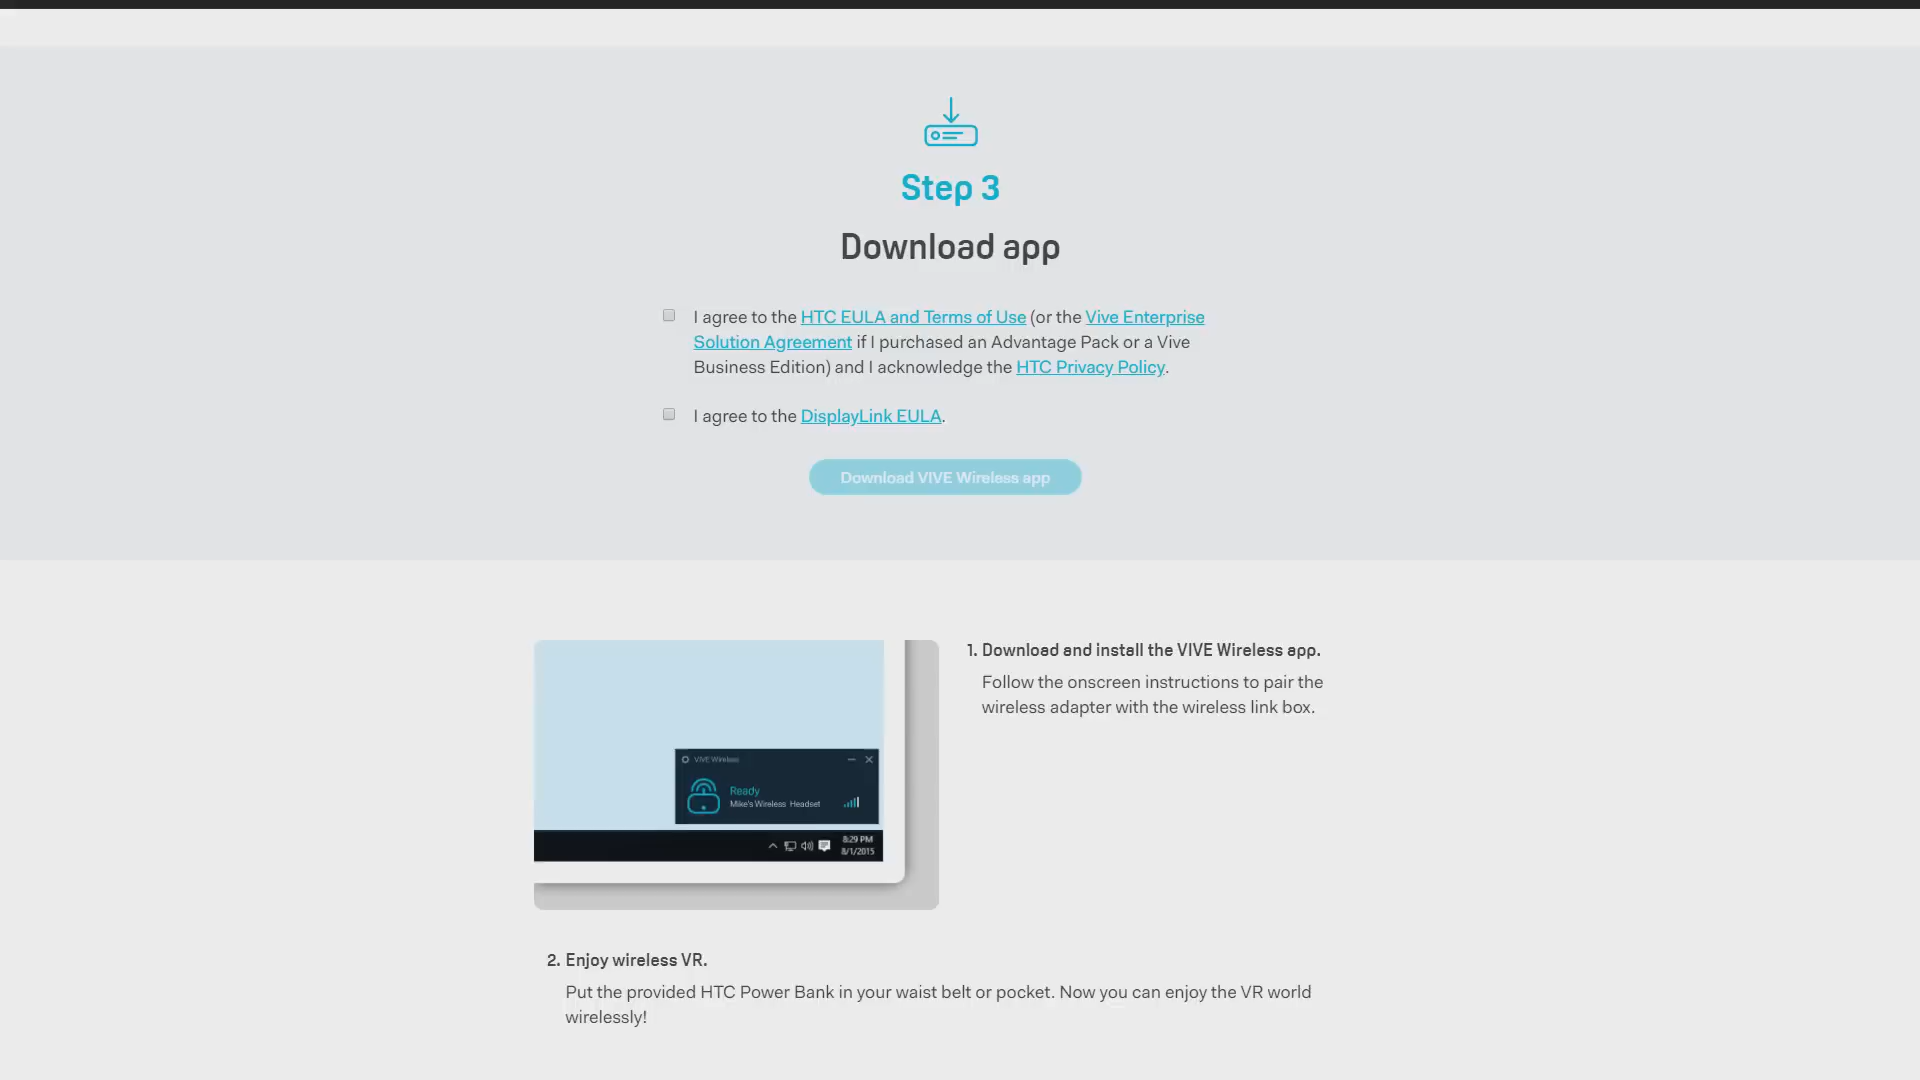 Step 3
Download app
I agree to the HTC EULA and Terms of Use (or the Vive Enterprise
Solution Agreement if I purchased an Advantage Pack or a Vive
Business Edition) and I acknowledge the HTC Privacy Policy.
I agree to the DisplayLink EULA.
Download VIVE Wireless app
1. Download and install the VIVE Wireless app.
Follow the onscreen instructions to pair the
wireless adapter with the wireless link box.
VIVE Wireless
Ready
Mike's Wireless Headset
8:29 PM
8/1/2015
2. Enjoy wireless VR.
Put the provided HTC Power Bank in your waist belt or pocket. Now you can enjoy the VR world
wirelessly!